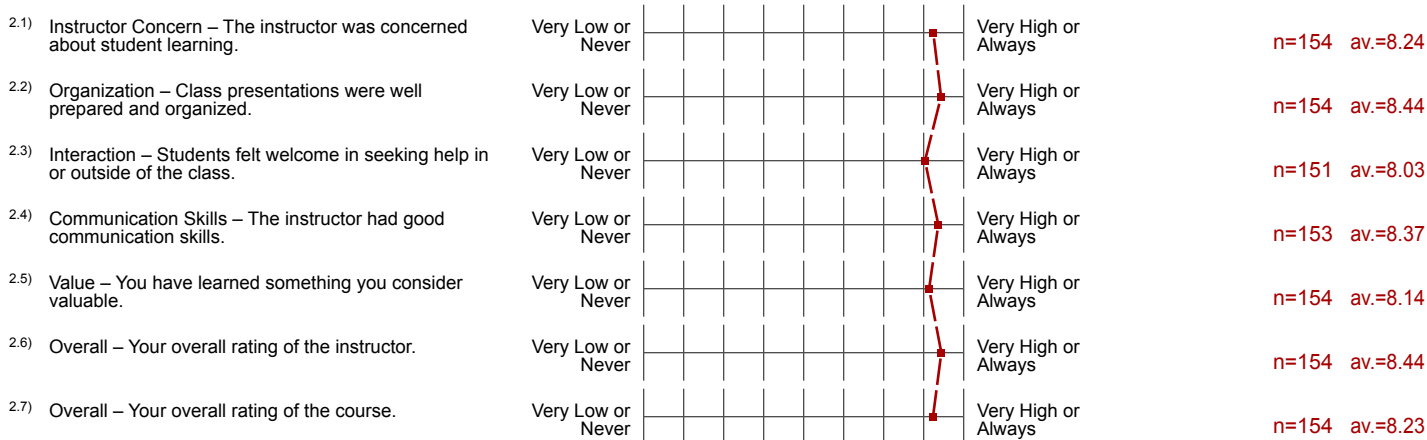 2.1) Instructor Concern – The instructor was concerned about student learning. Very Low or Never Very High or Always n=154 av.=8.24
2.2) Organization – Class presentations were well prepared and organized. Very Low or Never Very High or Always n=154 av.=8.44
2.3) Interaction – Students felt welcome in seeking help in or outside of the class. Very Low or Never Very High or Always n=151 av.=8.03
2.4) Communication Skills – The instructor had good communication skills. Very Low or Never Very High or Always n=153 av.=8.37
2.5) Value – You have learned something you consider valuable. Very Low or Never Very High or Always n=154 av.=8.14
2.6) Overall – Your overall rating of the instructor. Very Low or Never Very High or Always n=154 av.=8.44
2.7) Overall – Your overall rating of the course. Very Low or Never Very High or Always n=154 av.=8.23